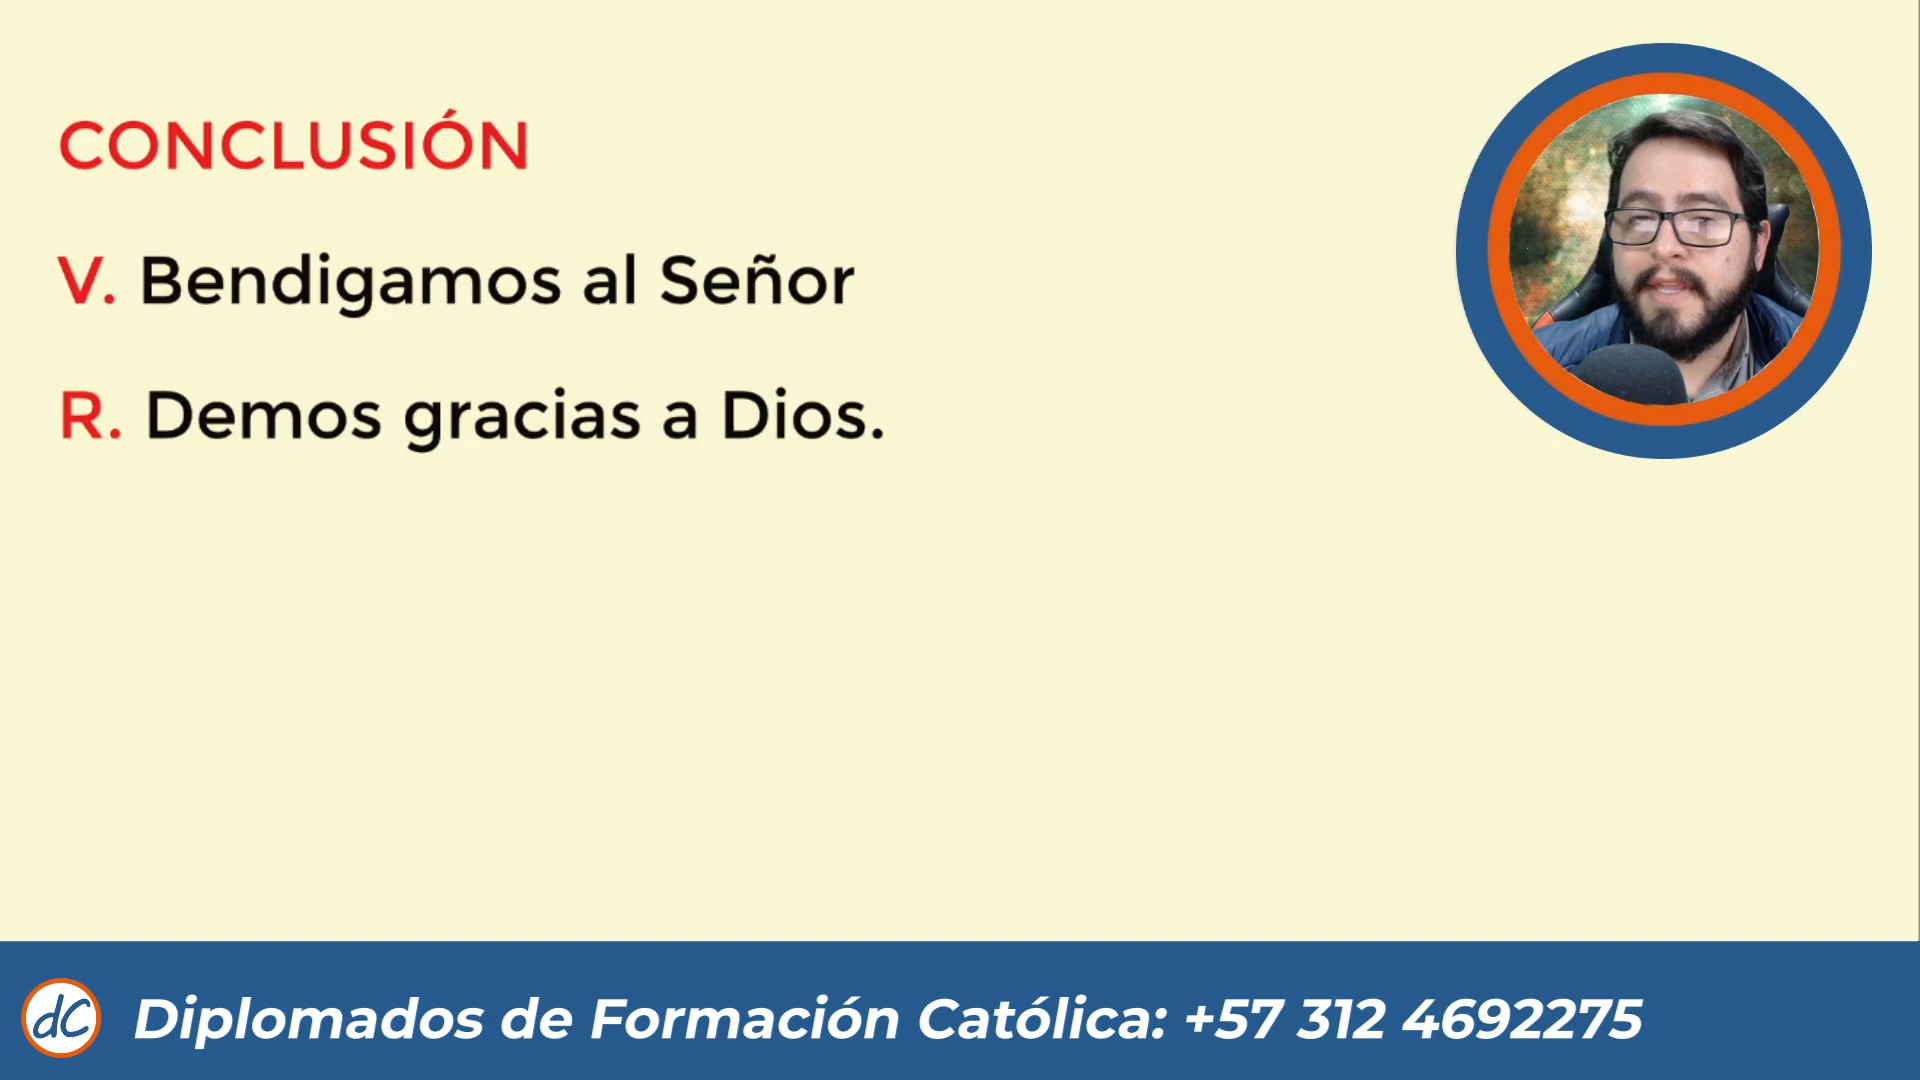 CONCLUSIÓN
V. Bendigamos al Señor
R. Demos gracias a Dios.
dC Diplomados de Formación Católica: +57 312 4692275